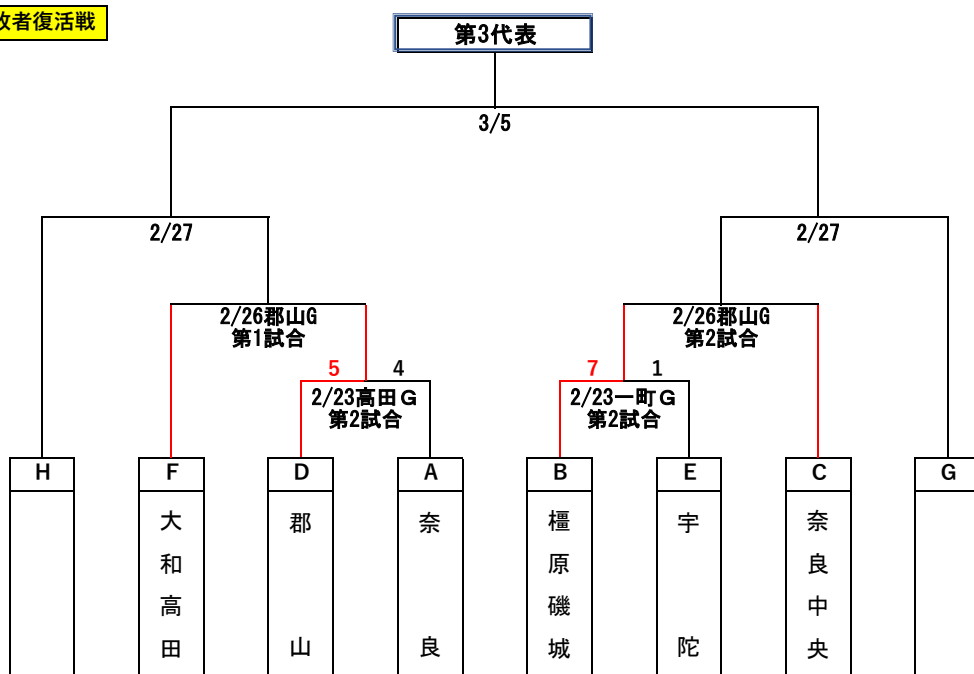 敗者復活戦
第3代表
3/5
2/27
2/27
2/26郡山G
第1試合
2/26郡山G
第2試合
5 4
7 1
2/23高田G
第2試合
2/23一町G
第2試合
H F D A B E C G
大和高田
郡山
奈良
橿原磯城
宇陀
奈良中央